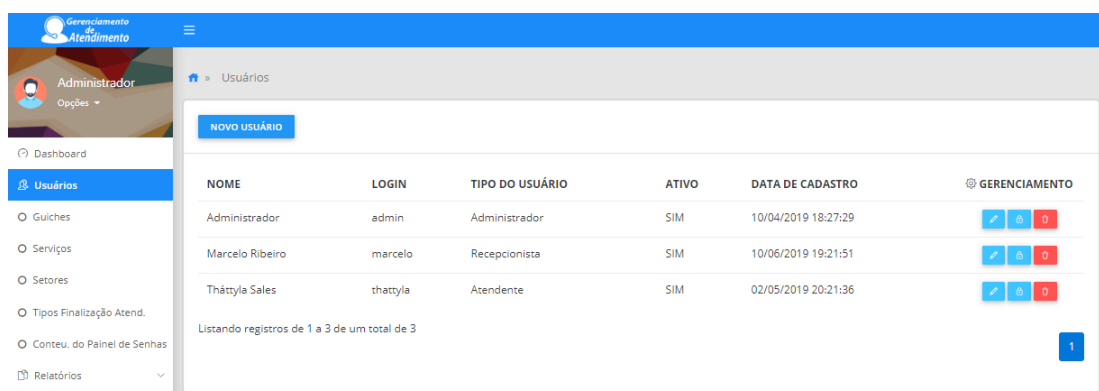 Gerenciamento
de
Atendimento
Administrador
Opções
Dashboard
Usuários
Guiches
Serviços
Setores
Tipos Finalização Atend.
Conteu. do Painel de Senhas
Relatórios
» Usuários
NOVO USUÁRIO
NOME LOGIN TIPO DO USUÁRIO ATIVO DATA DE CADASTRO GERENCIAMENTO
Administrador admin Administrador SIM 10/04/2019 18:27:29
Marcelo Ribeiro marcelo Recepcionista SIM 10/06/2019 19:21:51
Tháttyla Sales thattyla Atendente SIM 02/05/2019 20:21:36
Listando registros de 1 a 3 de um total de 3
1